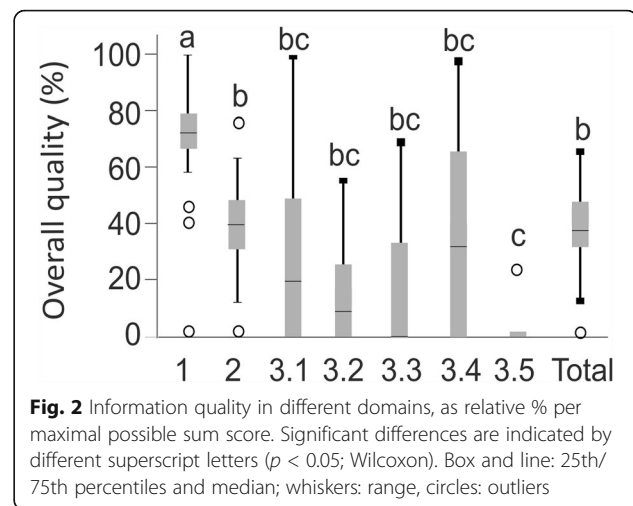 a
bc
bc
100
b
bc
bc
b
80
60
c
40
20
0
Overall quality (%)
1 2 3.1 3.2 3.3 3.4 3.5 Total
Fig. 2 Information quality in different domains, as relative % per
maximal possible sum score. Significant differences are indicated by
different superscript letters (p < 0.05; Wilcoxon). Box and line: 25th/
75th percentiles and median; whiskers: range, circles: outliers